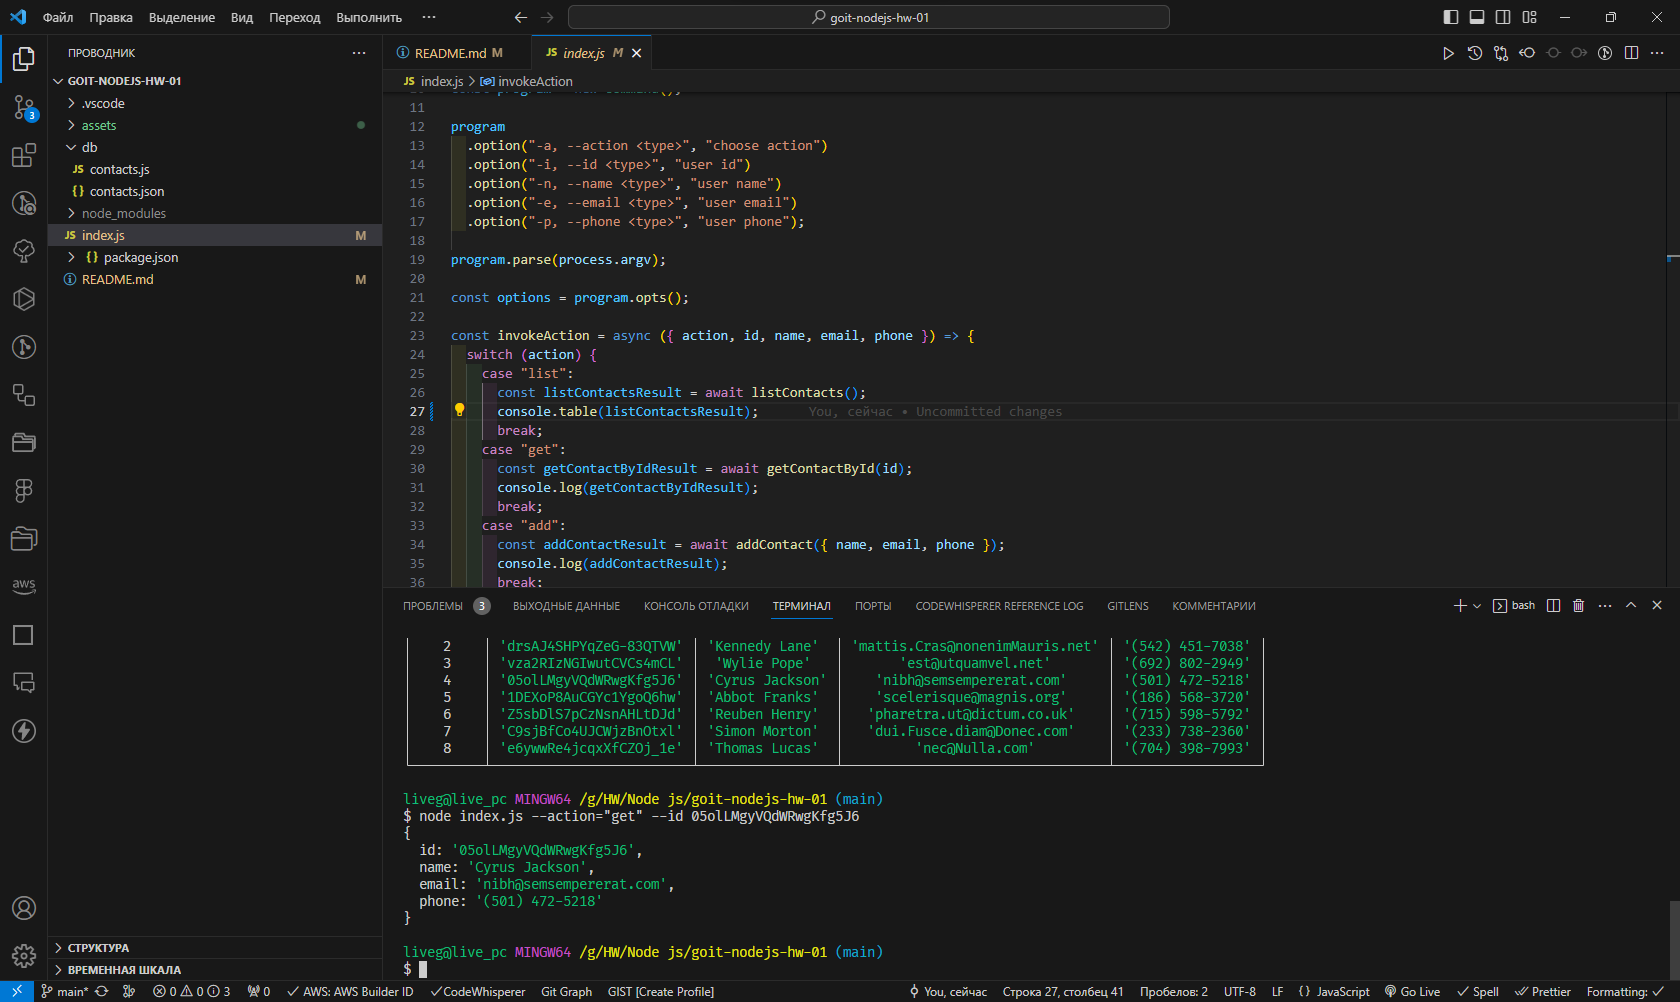 Файл Правка Выделение Вид Переход Выполнить ··· goit-nodejs-hw-01
ПРОВОДНИК ···
GOIT-NODEJS-HW-01
.vscode
assets
db
JS contacts.js
{} contacts.json
node_modules
JS index.js M
{} package.json
README.md M
СТРУКТУРА
ВРЕМЕННАЯ ШКАЛА
3
aws
README.md M JS index.js M
JS index.js > invokeAction
11
12 program
13 .option("-a, --action <type>", "choose action")
14 .option("-i, --id <type>", "user id")
15 .option("-n, --name <type>", "user name")
16 .option("-e, --email <type>", "user email")
17 .option("-p, --phone <type>", "user phone");
18
19 program.parse(process.argv);
20
21 const options = program.opts();
22
23 const invokeAction = async ({ action, id, name, email, phone }) => {
24 switch (action) {
25 case "list":
26 const listContactsResult = await listContacts();
27 console.table(listContactsResult); You, сейчас • Uncommitted changes
28 break;
29 case "get":
30 const getContactByIdResult = await getContactById(id);
31 console.log(getContactByIdResult);
32 break;
33 case "add":
34 const addContactResult = await addContact({ name, email, phone });
35 console.log(addContactResult);
36 break;
ПРОБЛЕМЫ 3 ВЫХОДНЫЕ ДАННЫЕ КОНСОЛЬ ОТЛАДКИ ТЕРМИНАЛ ПОРТЫ CODEWHISPERER REFERENCE LOG GITLENS КОММЕНТАРИИ bash
2 'drsAJ4SHPYqZeG-83QTVW' 'Kennedy Lane' 'mattis.Cras@nonenimMauris.net' '(542) 451-7038'
3 'vza2RIzNGIwutCVCs4mCL' 'Wylie Pope' 'est@utquamvel.net' '(692) 802-2949'
4 '05olLMgyVQdWRwgKfg5J6' 'Cyrus Jackson' 'nibh@semsempererat.com' '(501) 472-5218'
5 '1DEXoP8AuCGYc1YgoQ6hw' 'Abbot Franks' 'scelerisque@magnis.org' '(186) 568-3720'
6 'Z5sbDlS7pCzNsnAHLtDJd' 'Reuben Henry' 'pharetra.ut@dictum.co.uk' '(715) 598-5792'
7 'C9sjBfCo4UJCWjzBnOtxl' 'Simon Morton' 'dui.Fusce.diam@Donec.com' '(233) 738-2360'
8 'e6ywwRe4jcqxXfCZOj_1e' 'Thomas Lucas' 'nec@Nulla.com' '(704) 398-7993'
liveg@live_pc MINGW64 /g/HW/Node js/goit-nodejs-hw-01 (main)
$ node index.js --action="get" --id 05olLMgyVQdWRwgKfg5J6
{
id: '05olLMgyVQdWRwgKfg5J6',
name: 'Cyrus Jackson',
email: 'nibh@semsempererat.com',
phone: '(501) 472-5218'
}
liveg@live_pc MINGW64 /g/HW/Node js/goit-nodejs-hw-01 (main)
$
main* 0 0 3 0 AWS: AWS Builder ID CodeWhisperer Git Graph GIST [Create Profile] You, сейчас Строка 27, столбец 41 Пробелов: 2 UTF-8 LF {} JavaScript Go Live Spell Prettier Formatting: